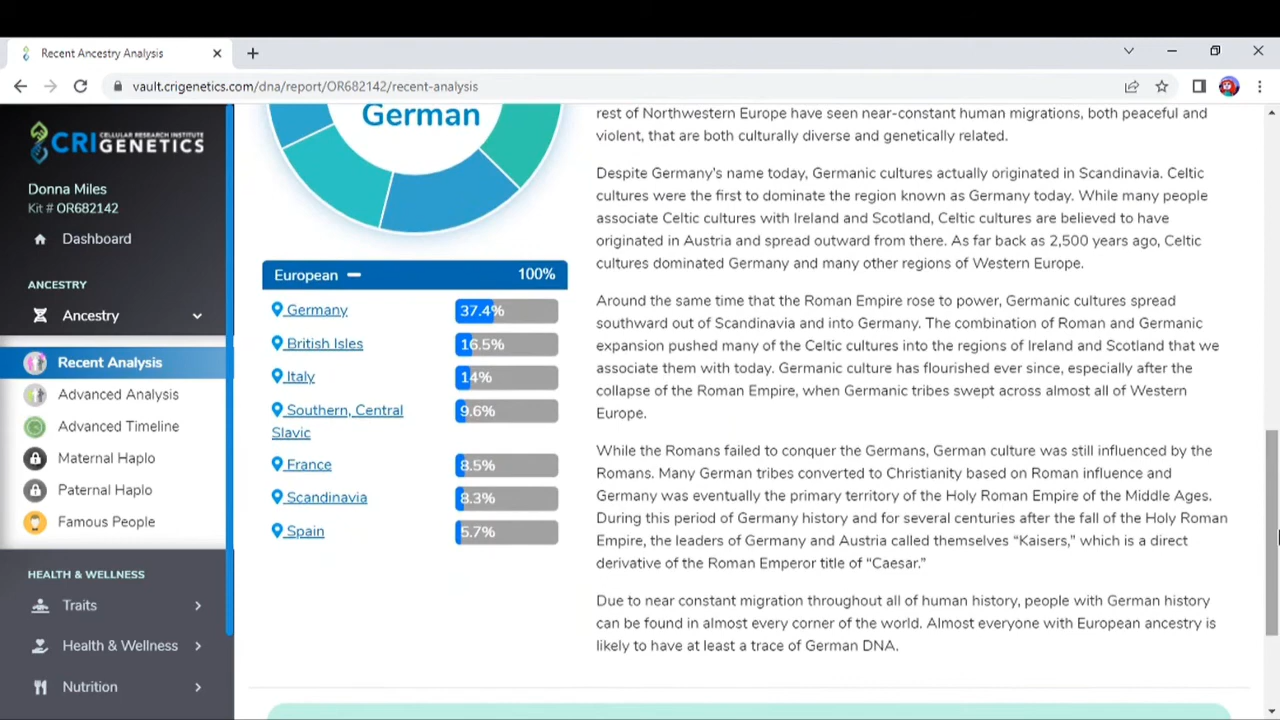 Recent Ancestry Analysis
vault.crigenetics.com/dna/report/OR682142/recent-analysis
CRI CELLULAR RESEARCH INSTITUTE
GENETICS
Donna Miles
Kit # OR682142
Dashboard
ANCESTRY
Ancestry
Recent Analysis
Advanced Analysis
Advanced Timeline
Maternal Haplo
Paternal Haplo
Famous People
HEALTH & WELLNESS
Traits
Health & Wellness
Nutrition
German
European 100%
Germany 37.4%
British Isles 16.5%
Italy 14%
Southern, Central 9.6%
Slavic
France 8.5%
Scandinavia 8.3%
Spain 5.7%
rest of Northwestern Europe have seen near-constant human migrations, both peaceful and
violent, that are both culturally diverse and genetically related.
Despite Germany's name today, Germanic cultures actually originated in Scandinavia. Celtic
cultures were the first to dominate the region known as Germany today. While many people
associate Celtic cultures with Ireland and Scotland, Celtic cultures are believed to have
originated in Austria and spread outward from there. As far back as 2,500 years ago, Celtic
cultures dominated Germany and many other regions of Western Europe.
Around the same time that the Roman Empire rose to power, Germanic cultures spread
southward out of Scandinavia and into Germany. The combination of Roman and Germanic
expansion pushed many of the Celtic cultures into the regions of Ireland and Scotland that we
associate them with today. Germanic culture has flourished ever since, especially after the
collapse of the Roman Empire, when Germanic tribes swept across almost all of Western
Europe.
While the Romans failed to conquer the Germans, German culture was still influenced by the
Romans. Many German tribes converted to Christianity based on Roman influence and
Germany was eventually the primary territory of the Holy Roman Empire of the Middle Ages.
During this period of Germany history and for several centuries after the fall of the Holy Roman
Empire, the leaders of Germany and Austria called themselves “Kaisers,” which is a direct
derivative of the Roman Emperor title of “Caesar.”
Due to near constant migration throughout all of human history, people with German history
can be found in almost every corner of the world. Almost everyone with European ancestry is
likely to have at least a trace of German DNA.